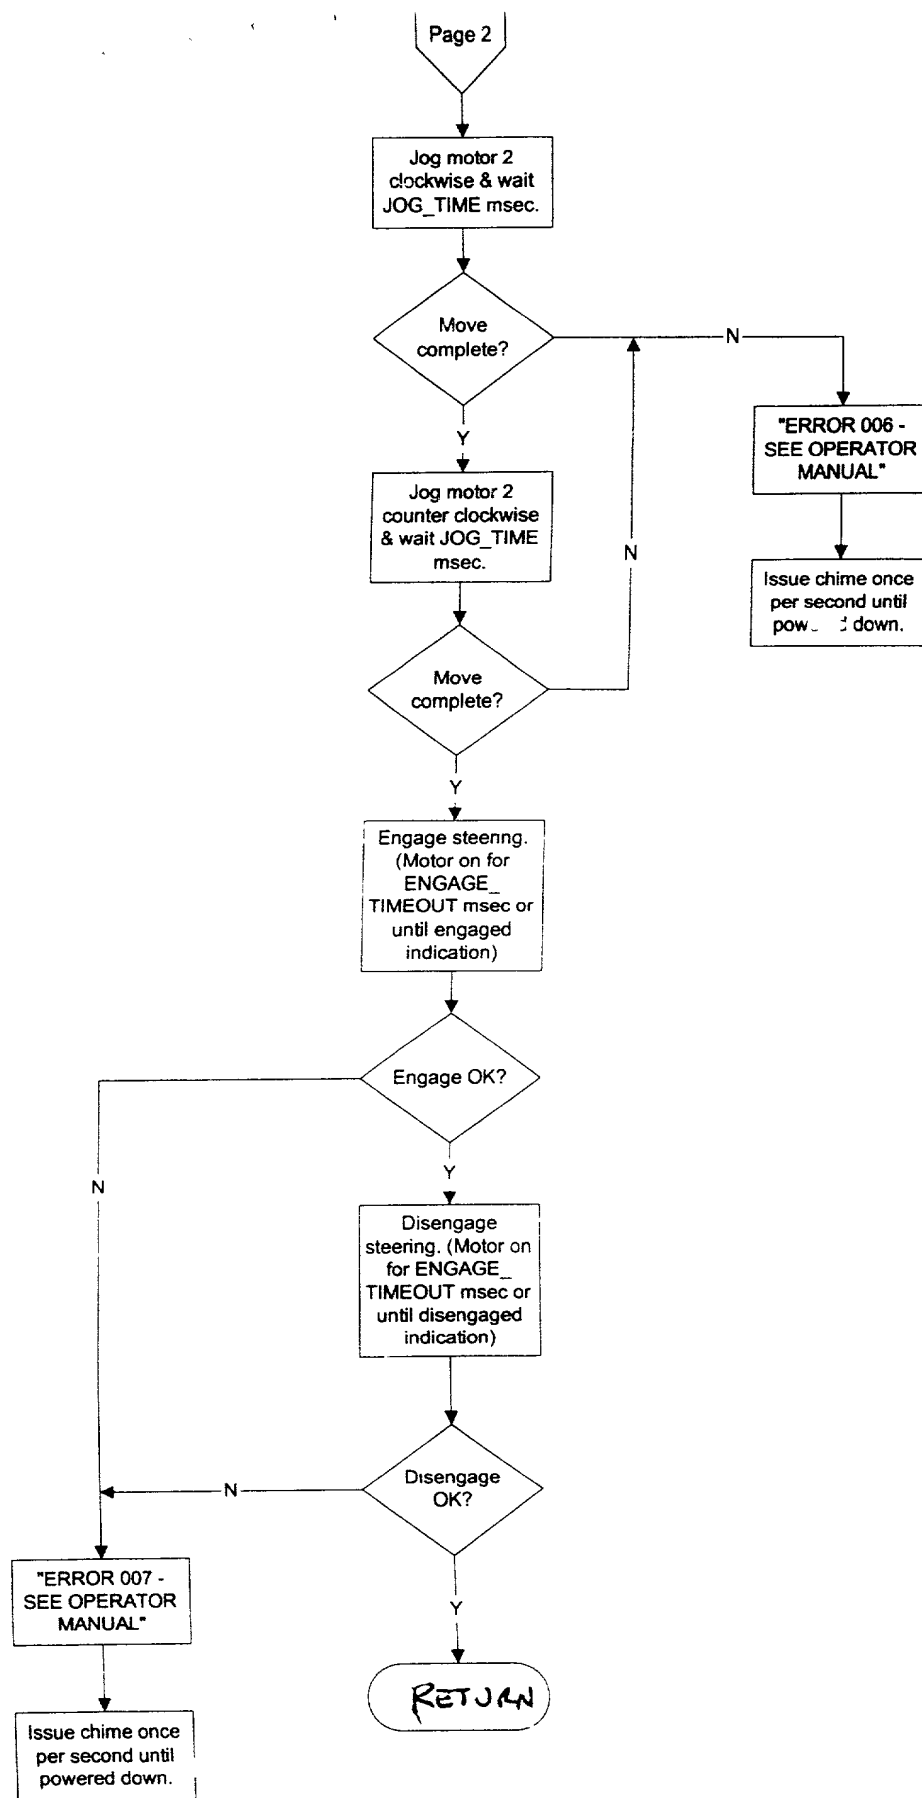 Page 2
Jog motor 2
clockwise & wait
JOG_TIME msec.
Move
complete?
N
"ERROR 006 -
SEE OPERATOR
MANUAL"
Y
Jog motor 2
counter clockwise
& wait JOG_TIME
msec.
N
Issue chime once
per second until
down.
Move
complete?
Y
Engage steering.
(Motor on for
ENGAGE_
TIMEOUT msec or
until engaged
indication)
Engage OK?
N
Y
Disengage
steering. (Motor on
for ENGAGE_
TIMEOUT msec or
until disengaged
indication)
Disengage
OK?
N
"ERROR 007 -
SEE OPERATOR
MANUAL"
Y
RETURN
Issue chime once
per second until
powered down.